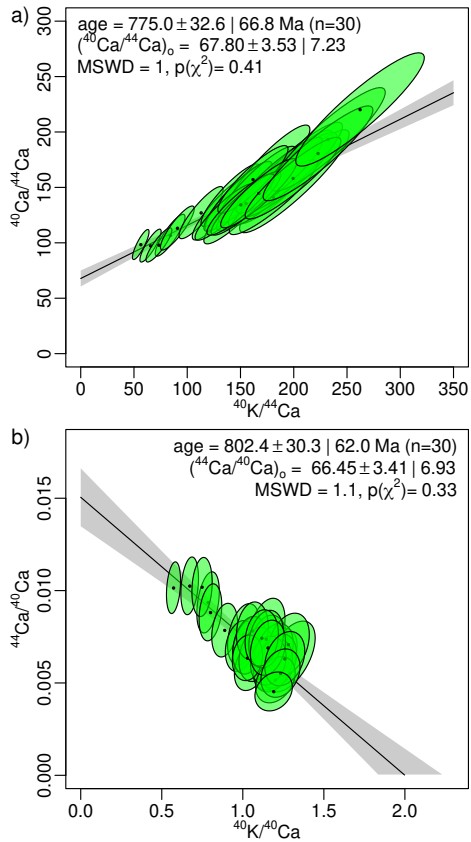 a)
age = 775.0 ± 32.6 | 66.8 Ma (n=30)
(⁴⁰Ca/⁴⁴Ca)ₒ = 67.80 ± 3.53 | 7.23
MSWD = 1, p(χ²)= 0.41
300
250
200
150
100
50
0
⁴⁰Ca/⁴⁴Ca
0 50 100 150 200 250 300 350
⁴⁰K/⁴⁴Ca
b)
age = 802.4 ± 30.3 | 62.0 Ma (n=30)
(⁴⁴Ca/⁴⁰Ca)ₒ = 66.45 ± 3.41 | 6.93
MSWD = 1.1, p(χ²)= 0.33
0.015
0.010
0.005
0.000
⁴⁴Ca/⁴⁰Ca
0.0 0.5 1.0 1.5 2.0
⁴⁰K/⁴⁰Ca